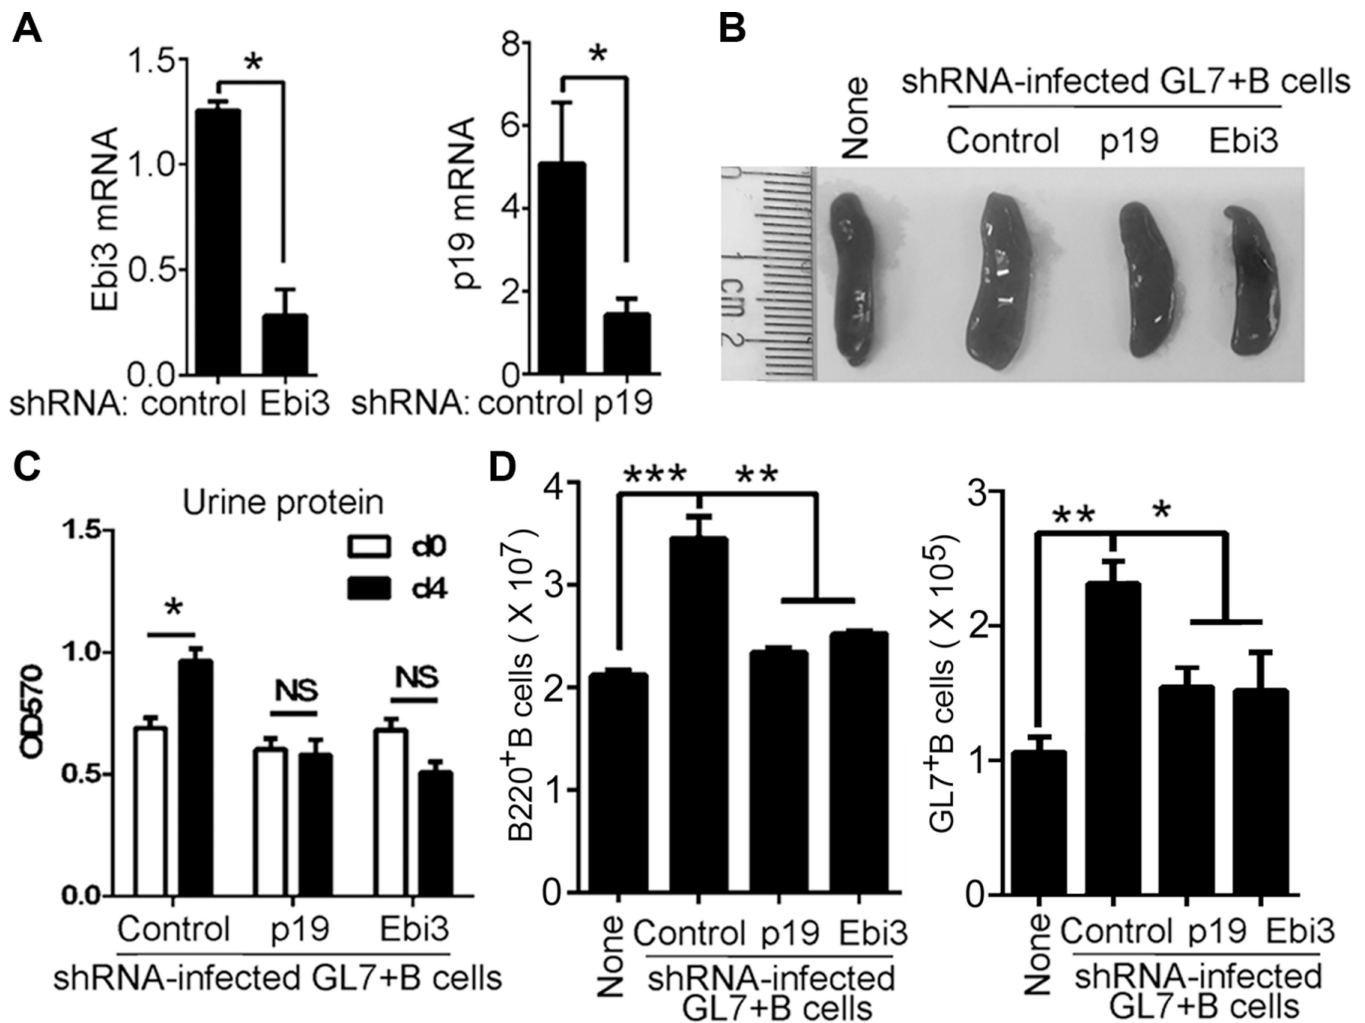 A
1.5
1.0
0.5
0.0
Ebi3 mRNA
*
shRNA: control Ebi3
8
6
4
2
0
p19 mRNA
*
shRNA: control p19
B
None
shRNA-infected GL7+B cells
Control p19 Ebi3
0
1
cm 2
C
Urine protein
d0
d4
1.5
1.0
0.5
0.0
OD570
*
NS
NS
Control p19 Ebi3
shRNA-infected GL7+B cells
D
4
3
2
1
0
B220⁺B cells ( X 10⁷)
*** **
None
Control p19 Ebi3
shRNA-infected
GL7+B cells
3
2
1
0
GL7⁺B cells ( X 10⁵)
** *
None
Control p19 Ebi3
shRNA-infected
GL7+B cells